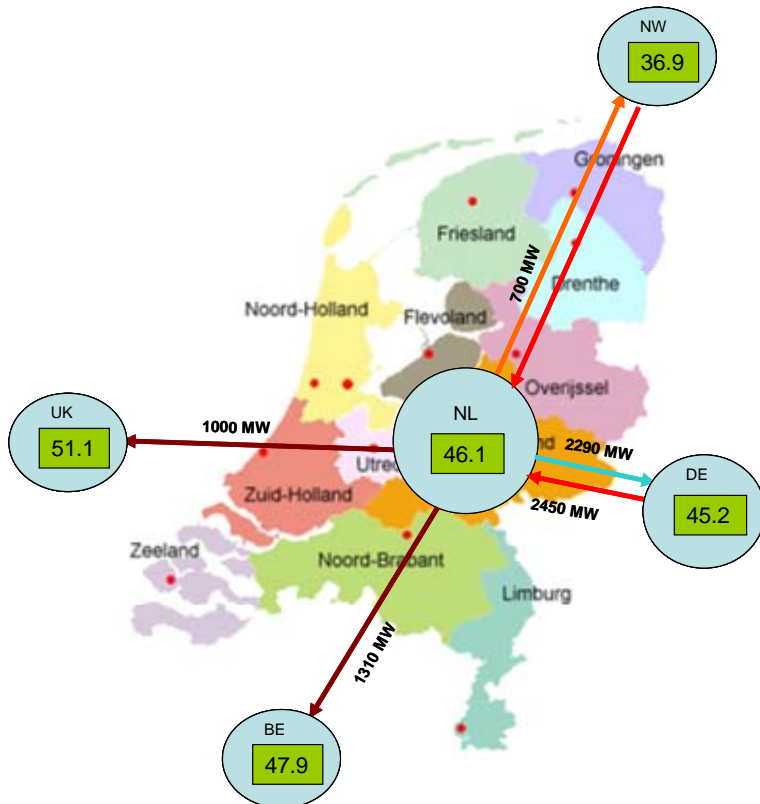 NW
36.9
Groningen
Friesland
700 MW
Drenthe
Noord-Holland
Flevoland
Overijssel
UK
51.1
1000 MW
NL
46.1
nd
2290 MW
DE
45.2
2450 MW
Utrec
Zuid-Holland
Zeeland
Noord-Brabant
Limburg
1310 MW
BE
47.9